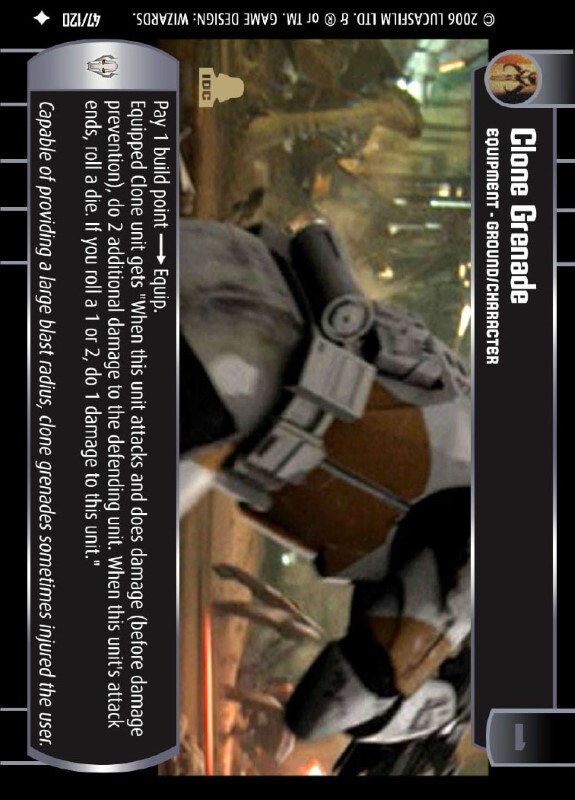 Clone Grenade
EQUIPMENT - GROUND/CHARACTER
1
IDC
Pay 1 build point → Equip.
Equipped Clone unit gets "When this unit attacks and does damage (before damage
prevention), do 2 additional damage to the defending unit. When this unit's attack
ends, roll a die. If you roll a 1 or 2, do 1 damage to this unit."
Capable of providing a large blast radius, clone grenades sometimes injured the user.
© 2006 LUCASFILM LTD. & ® or TM. GAME DESIGN: WIZARDS.
47/120